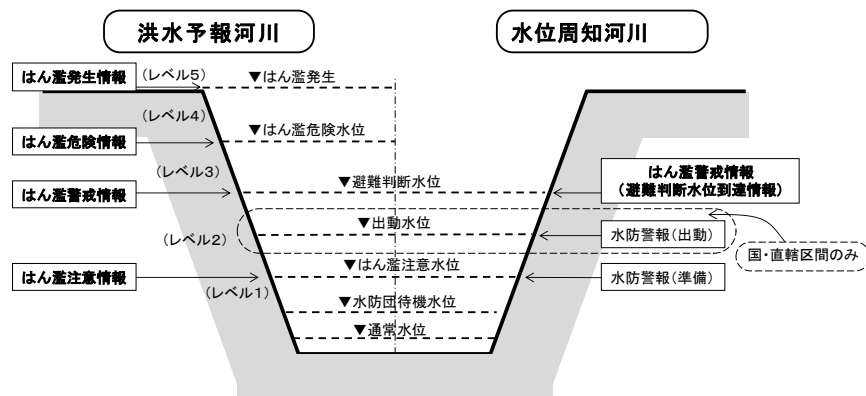 洪水予報河川
水位周知河川
はん濫発生情報
(レベル5)
▼はん濫発生
(レベル4)
▼はん濫危険水位
はん濫危険情報
(レベル3)
▼避難判断水位
はん濫警戒情報
はん濫警戒情報
(避難判断水位到達情報)
▼出動水位
(レベル2)
水防警報(出動)
国・直轄区間のみ
▼はん濫注意水位
はん濫注意情報
水防警報(準備)
(レベル1)
▼水防団待機水位
▼通常水位